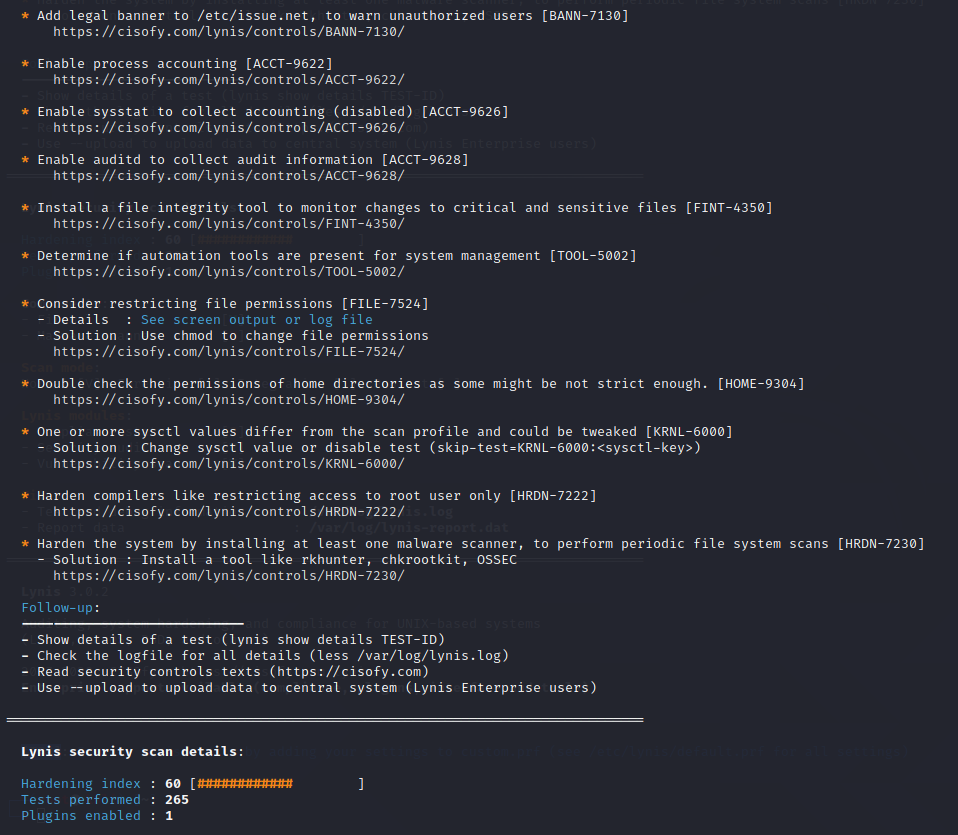 * Add legal banner to /etc/issue.net, to warn unauthorized users [BANN-7130]
https://cisofy.com/lynis/controls/BANN-7130/
* Enable process accounting [ACCT-9622]
https://cisofy.com/lynis/controls/ACCT-9622/
* Enable sysstat to collect accounting (disabled) [ACCT-9626]
https://cisofy.com/lynis/controls/ACCT-9626/
* Enable auditd to collect audit information [ACCT-9628]
https://cisofy.com/lynis/controls/ACCT-9628/
* Install a file integrity tool to monitor changes to critical and sensitive files [FINT-4350]
https://cisofy.com/lynis/controls/FINT-4350/
* Determine if automation tools are present for system management [TOOL-5002]
https://cisofy.com/lynis/controls/TOOL-5002/
* Consider restricting file permissions [FILE-7524]
- Details  : See screen output or log file
- Solution : Use chmod to change file permissions
https://cisofy.com/lynis/controls/FILE-7524/
* Double check the permissions of home directories as some might be not strict enough. [HOME-9304]
https://cisofy.com/lynis/controls/HOME-9304/
* One or more sysctl values differ from the scan profile and could be tweaked [KRNL-6000]
- Solution : Change sysctl value or disable test (skip-test=KRNL-6000:<sysctl-key>)
https://cisofy.com/lynis/controls/KRNL-6000/
* Harden compilers like restricting access to root user only [HRDN-7222]
https://cisofy.com/lynis/controls/HRDN-7222/
* Harden the system by installing at least one malware scanner, to perform periodic file system scans [HRDN-7230]
- Solution : Install a tool like rkhunter, chkrootkit, OSSEC
https://cisofy.com/lynis/controls/HRDN-7230/
Follow-up:
- Show details of a test (lynis show details TEST-ID)
- Check the logfile for all details (less /var/log/lynis.log)
- Read security controls texts (https://cisofy.com)
- Use --upload to upload data to central system (Lynis Enterprise users)
Lynis security scan details:
Hardening index : 60 [############        ]
Tests performed : 265
Plugins enabled : 1